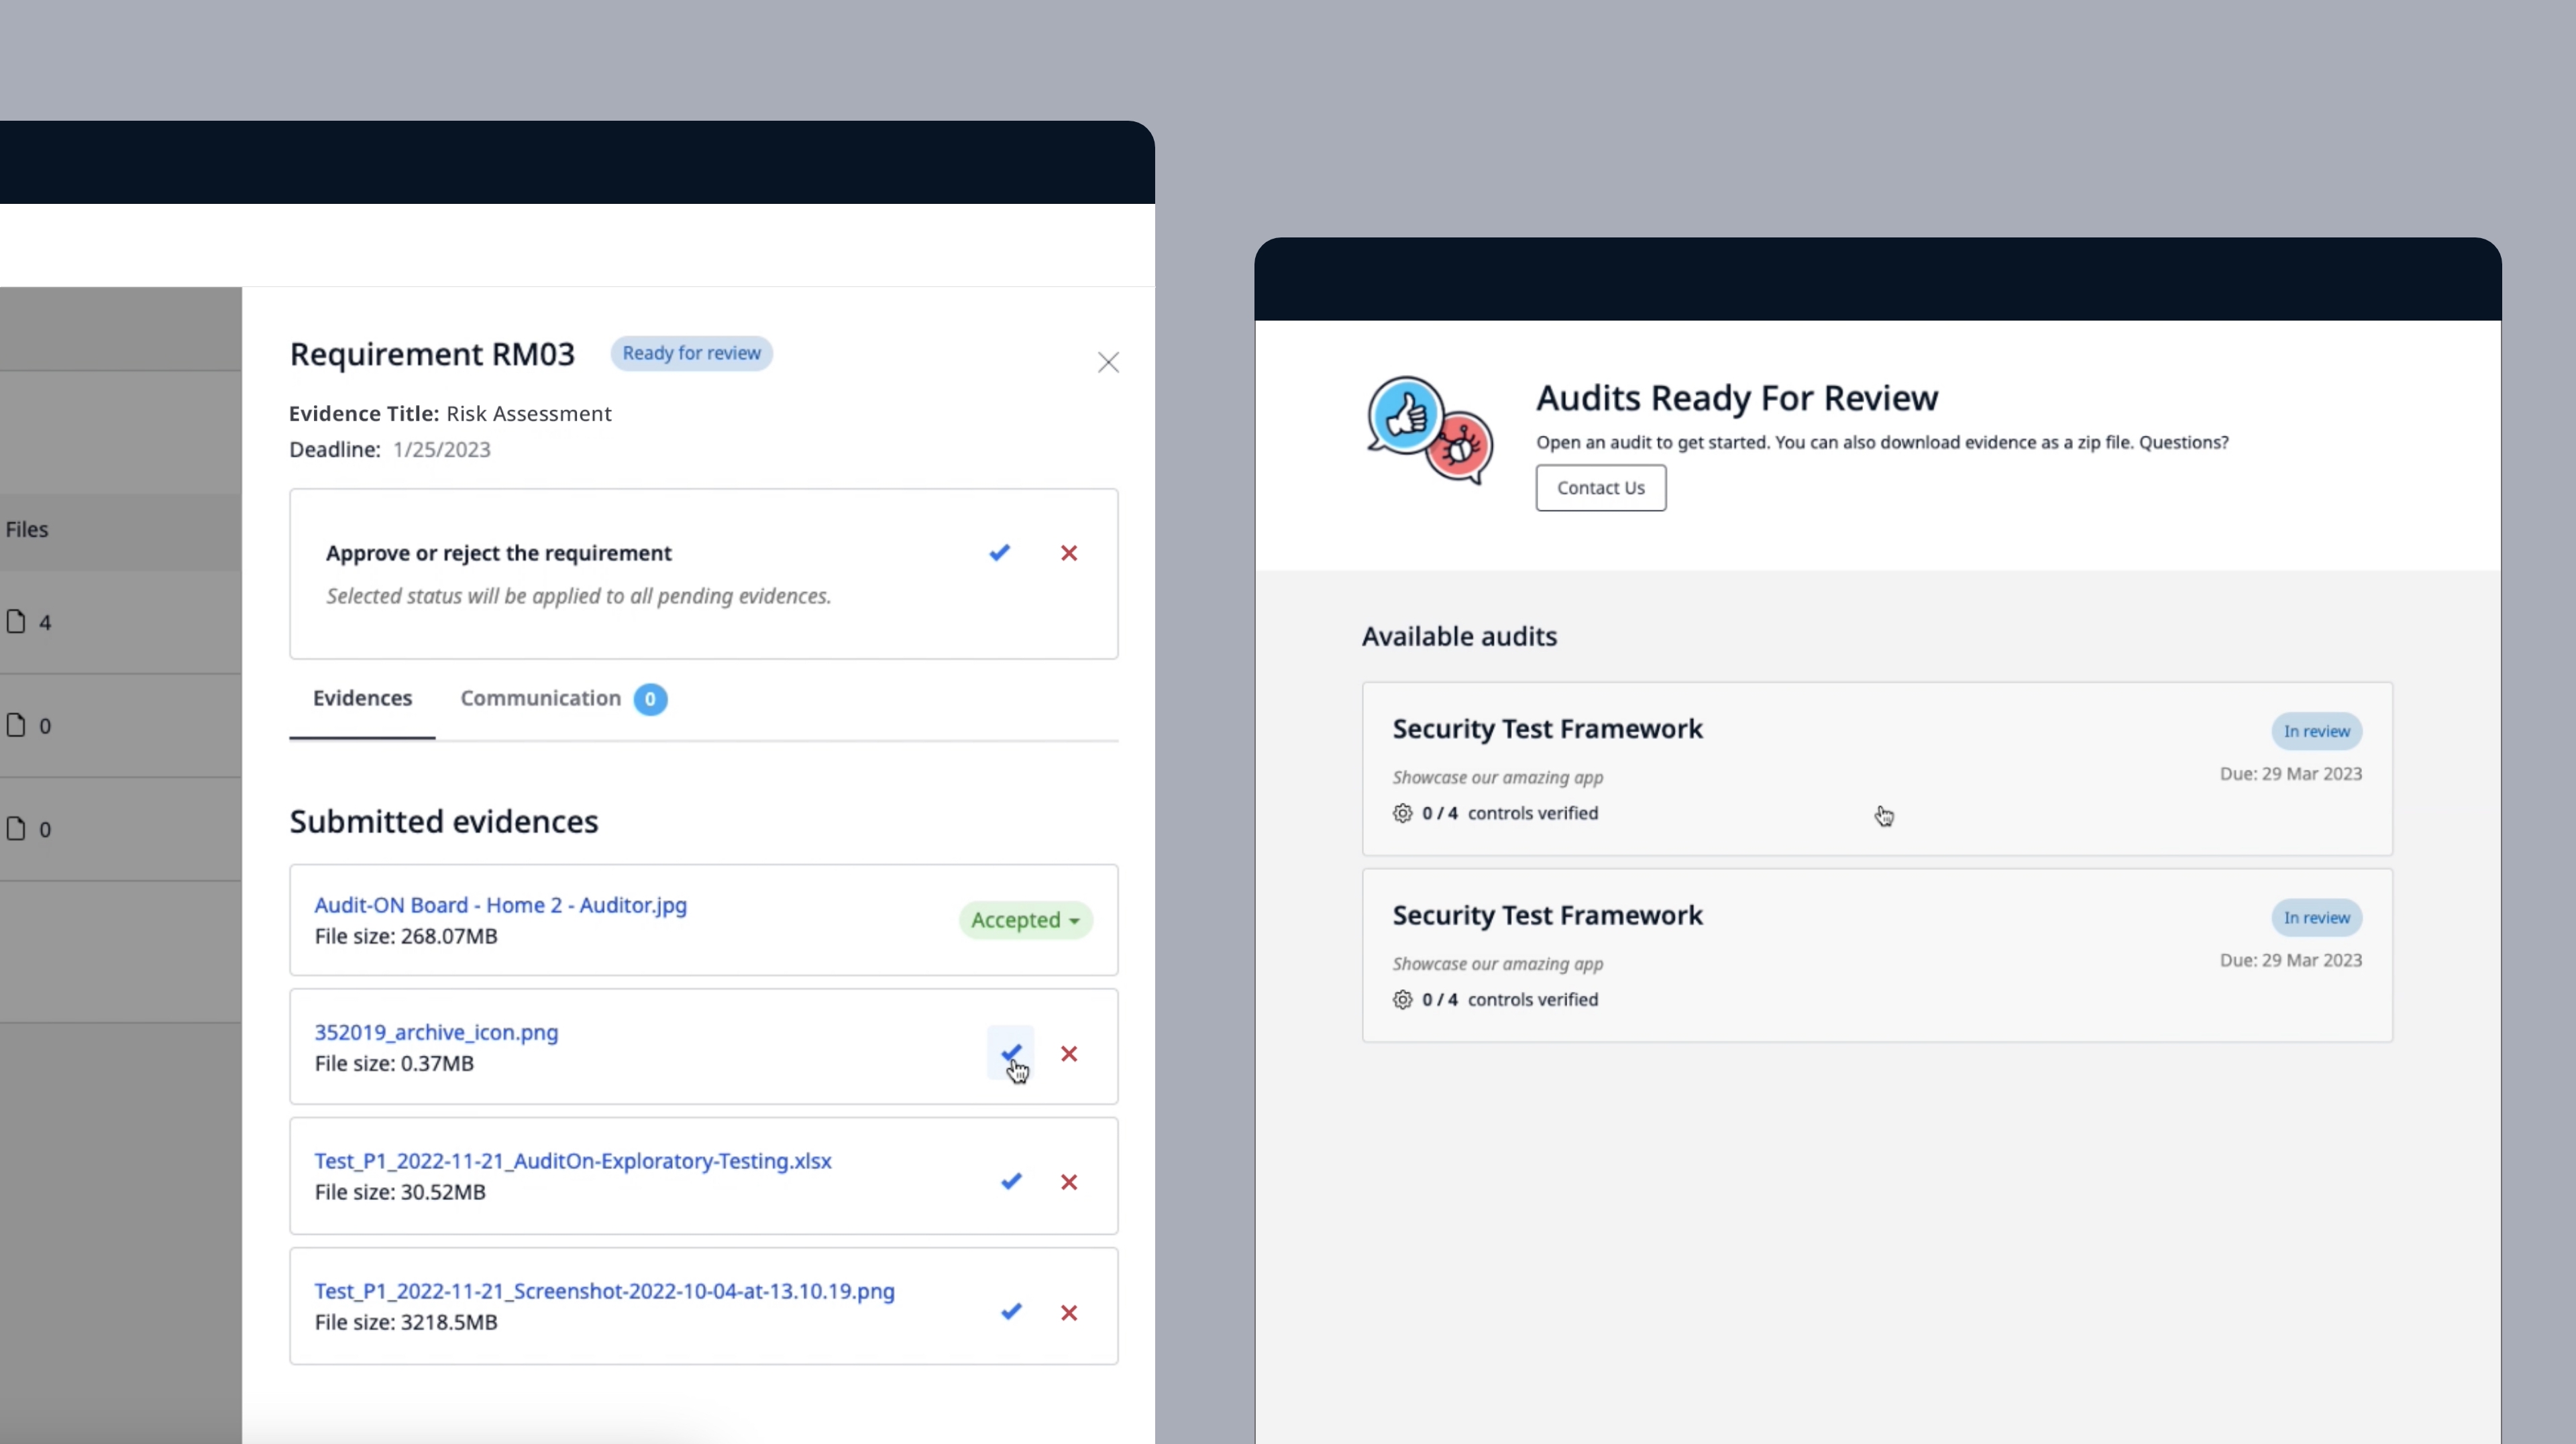 Files
4
0
0
Requirement RM03
Ready for review
Evidence Title: Risk Assessment
Deadline: 1/25/2023
Approve or reject the requirement
Selected status will be applied to all pending evidences.
Evidences
Communication 0
Submitted evidences
Audit-ON Board - Home 2 - Auditor.jpg
File size: 268.07MB
Accepted
352019_archive_icon.png
File size: 0.37MB
Test_P1_2022-11-21_AuditOn-Exploratory-Testing.xlsx
File size: 30.52MB
Test_P1_2022-11-21_Screenshot-2022-10-04-at-13.10.19.png
File size: 3218.5MB
Audits Ready For Review
Open an audit to get started. You can also download evidence as a zip file. Questions?
Contact Us
Available audits
Security Test Framework
In review
Showcase our amazing app
Due: 29 Mar 2023
0 / 4 controls verified
Security Test Framework
In review
Showcase our amazing app
Due: 29 Mar 2023
0 / 4 controls verified